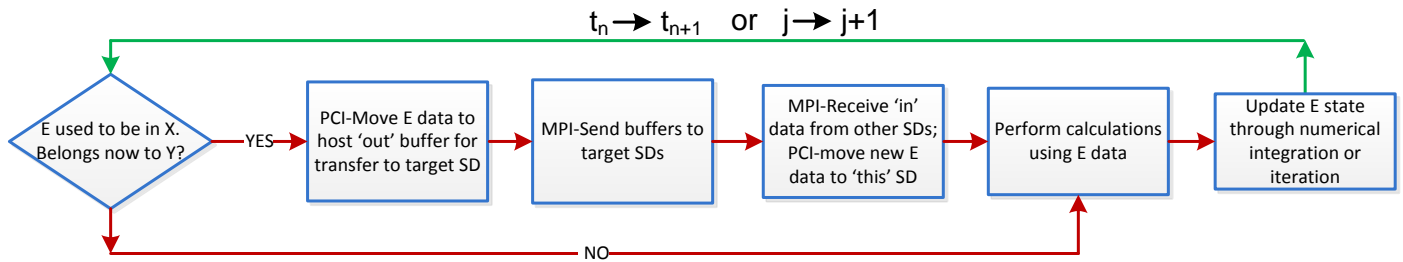 tn → tn+1 or j → j+1
E used to be in X.
Belongs now to Y?
YES
PCI-Move E data to
host ‘out’ buffer for
transfer to target SD
MPI-Send buffers to
target SDs
MPI-Receive ‘in’
data from other SDs;
PCI-move new E
data to ‘this’ SD
Perform calculations
using E data
Update E state
through numerical
integration or
iteration
NO